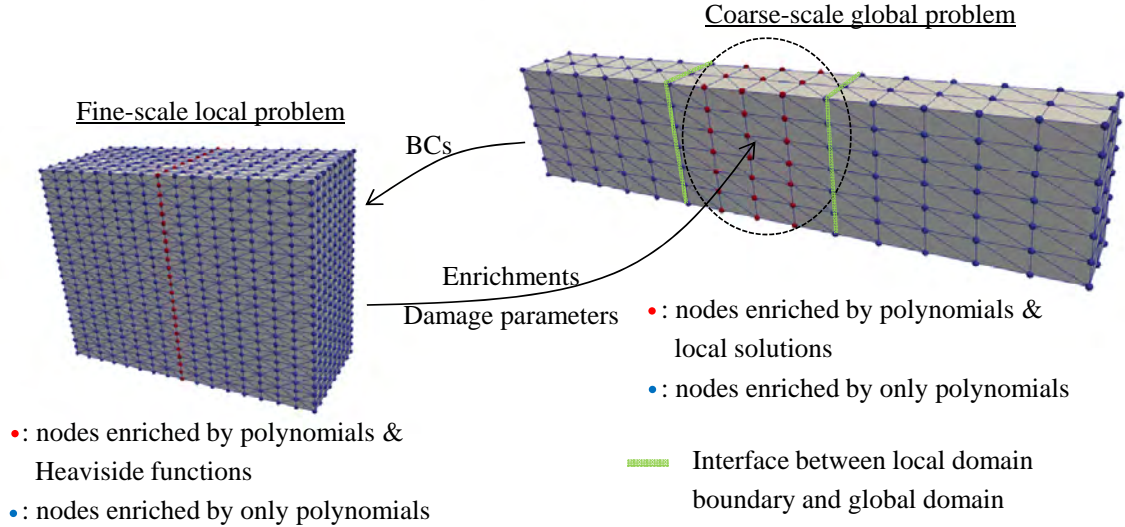 Coarse-scale global problem
Fine-scale local problem
BCs
Enrichments
Damage parameters
: nodes enriched by polynomials &
local solutions
: nodes enriched by only polynomials
: nodes enriched by polynomials &
Heaviside functions
: nodes enriched by only polynomials
Interface between local domain
boundary and global domain